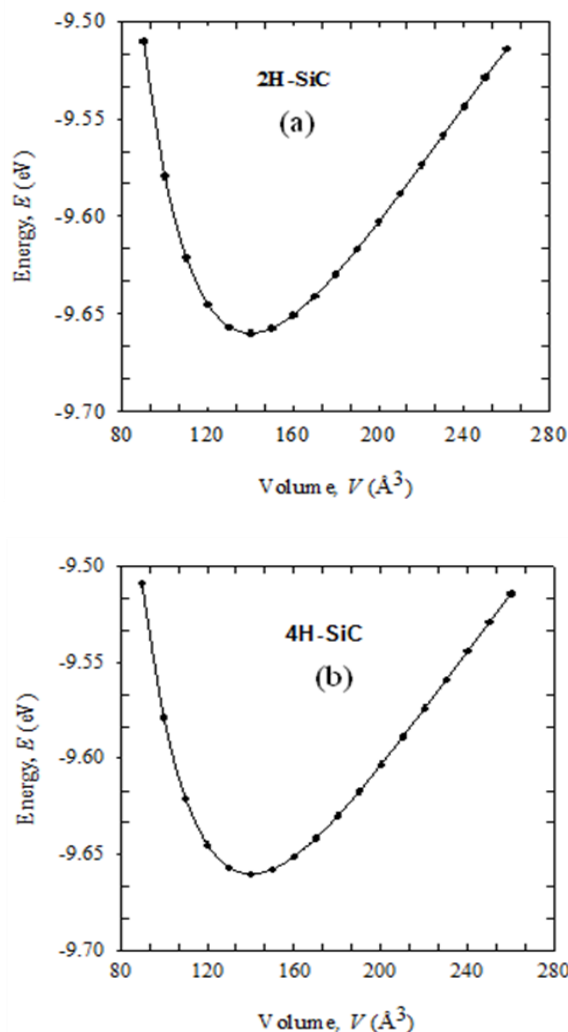 -9.50
2H-SiC
(a)
-9.55
-9.60
-9.65
-9.70
Energy, E (eV)
80 120 160 200 240 280
Volume, V (Å³)
-9.50
4H-SiC
(b)
-9.55
-9.60
-9.65
-9.70
Energy, E (eV)
80 120 160 200 240 280
Volume, V (Å³)